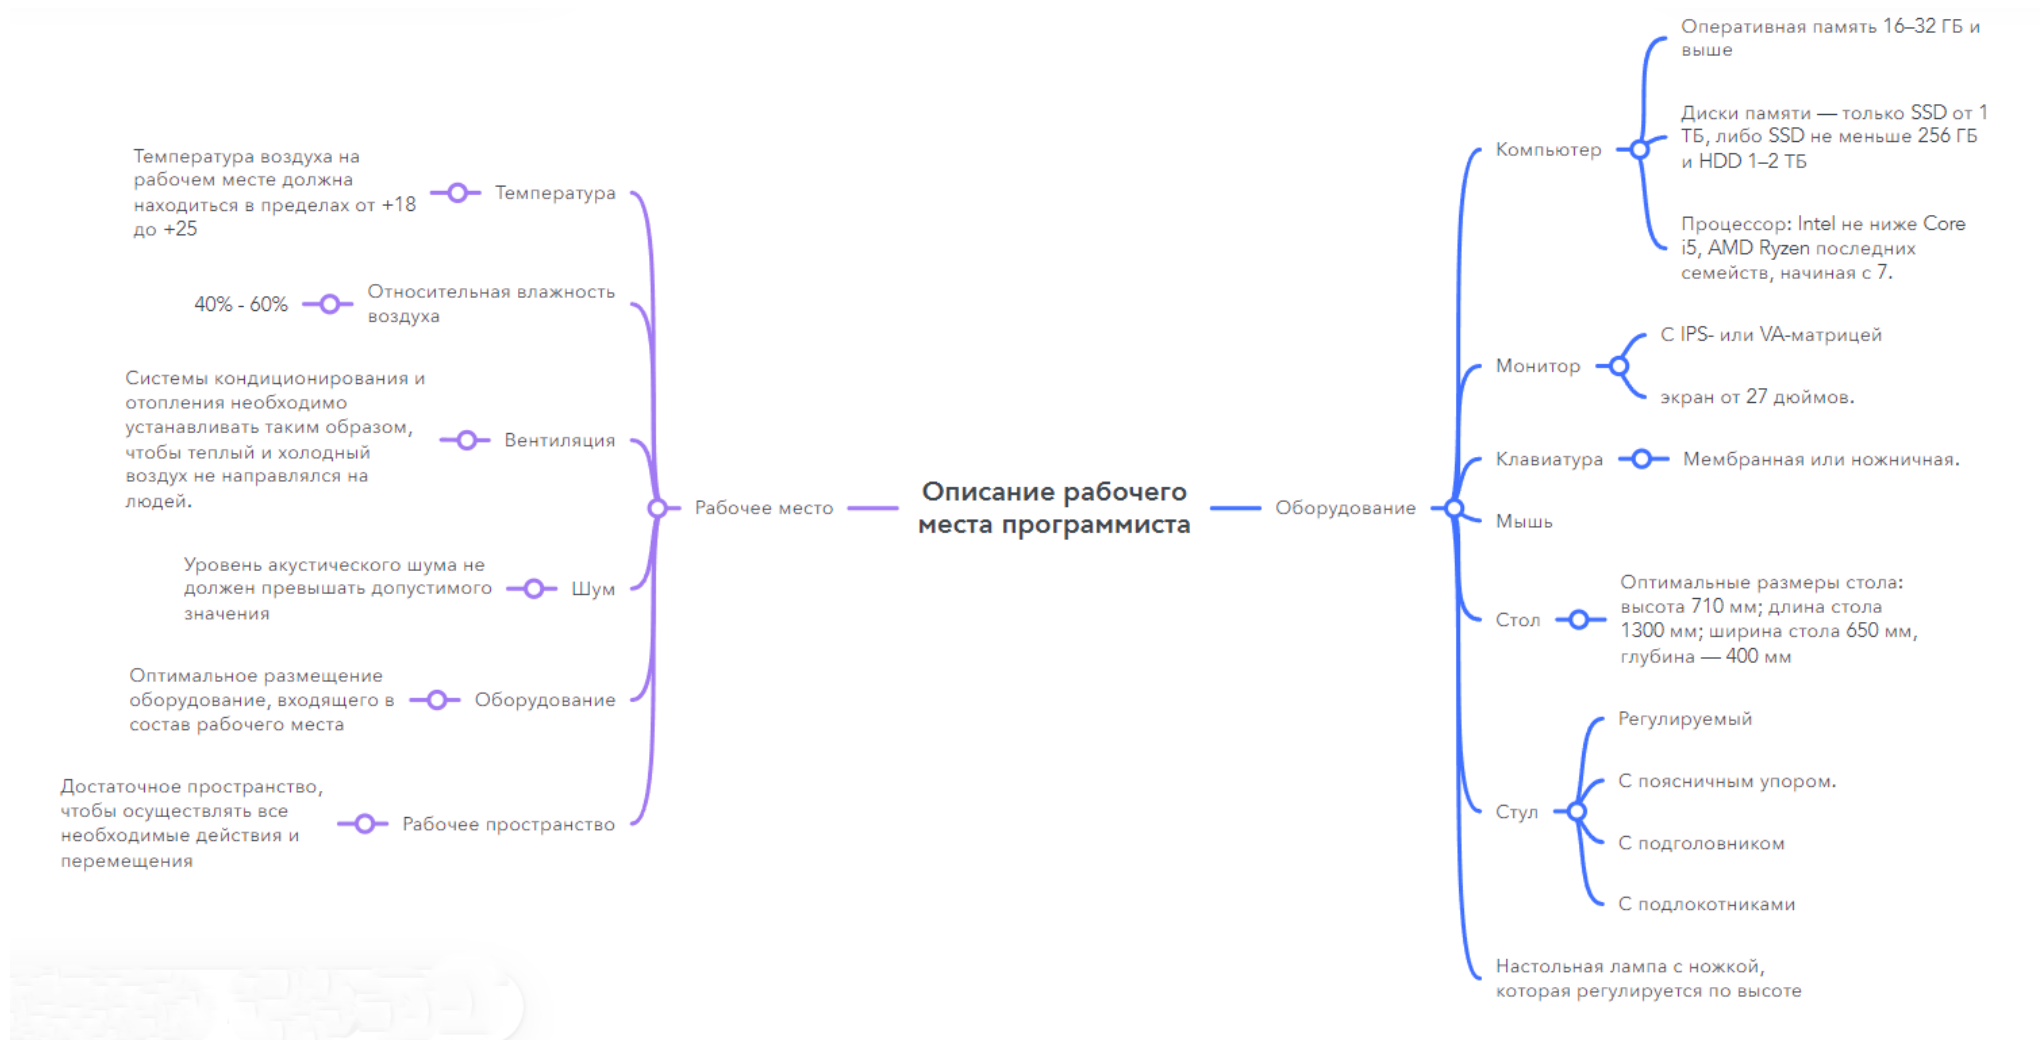 Описание рабочего
места программиста
Рабочее место
Температура
Температура воздуха на
рабочем месте должна
находиться в пределах от +18
до +25
Относительная влажность
воздуха
40% - 60%
Вентиляция
Системы кондиционирования и
отопления необходимо
устанавливать таким образом,
чтобы теплый и холодный
воздух не направлялся на
людей.
Шум
Уровень акустического шума не
должен превышать допустимого
значения
Оборудование
Оптимальное размещение
оборудование, входящего в
состав рабочего места
Рабочее пространство
Достаточное пространство,
чтобы осуществлять все
необходимые действия и
перемещения
Оборудование
Компьютер
Оперативная память 16–32 ГБ и
выше
Диски памяти — только SSD от 1
ТБ, либо SSD не меньше 256 ГБ
и HDD 1–2 ТБ
Процессор: Intel не ниже Core
i5, AMD Ryzen последних
семейств, начиная с 7.
Монитор
С IPS- или VA-матрицей
экран от 27 дюймов.
Клавиатура
Мембранная или ножничная.
Мышь
Стол
Оптимальные размеры стола:
высота 710 мм; длина стола
1300 мм; ширина стола 650 мм,
глубина — 400 мм
Стул
Регулируемый
С поясничным упором.
С подголовником
С подлокотниками
Настольная лампа с ножкой,
которая регулируется по высоте